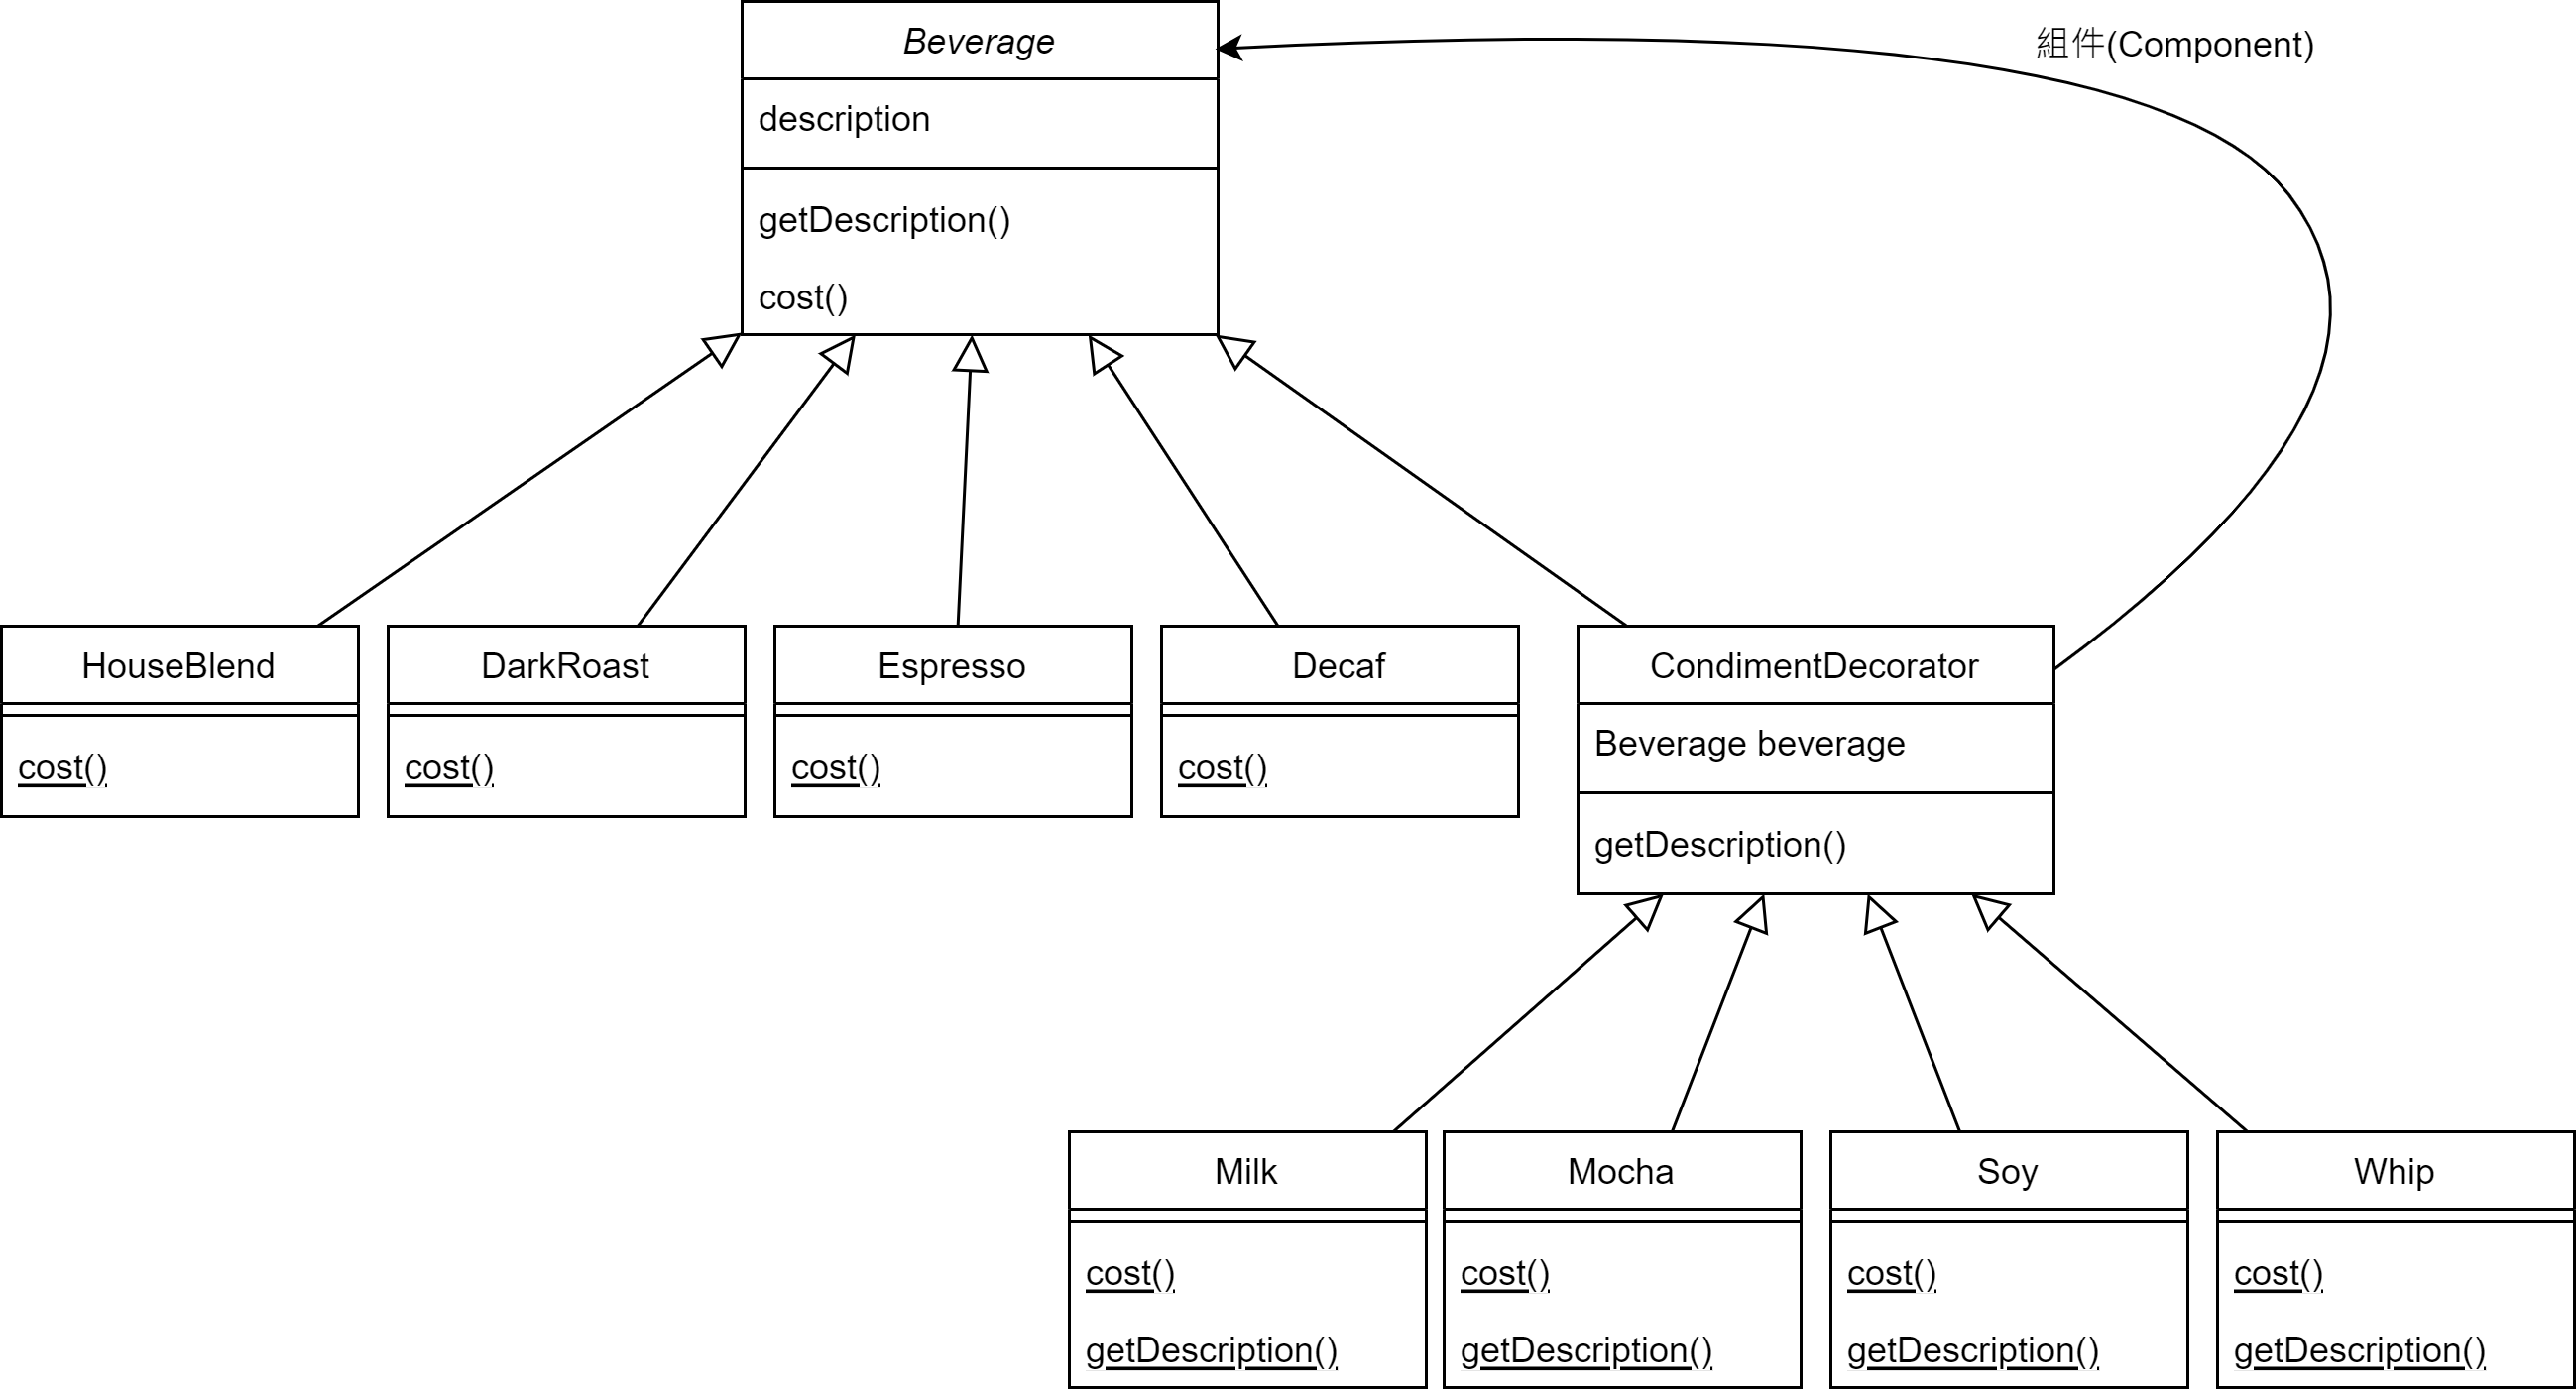 Beverage
組件(Component)
description
getDescription()
cost()
HouseBlend
cost()
DarkRoast
cost()
Espresso
cost()
Decaf
cost()
CondimentDecorator
Beverage beverage
getDescription()
Milk
cost()
getDescription()
Mocha
cost()
getDescription()
Soy
cost()
getDescription()
Whip
cost()
getDescription()